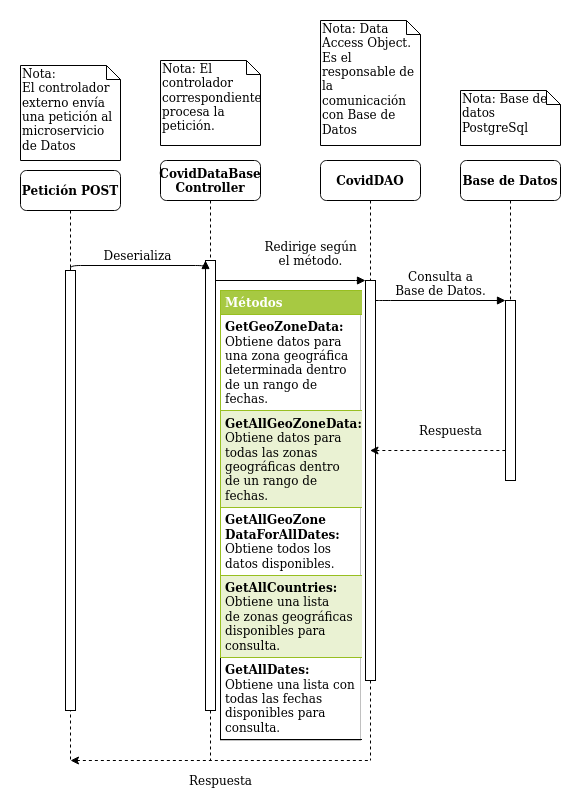 Nota:
El controlador
externo envía
una petición al
microservicio
de Datos
Nota: El
controlador
correspondiente
procesa la
petición.
Nota: Data
Access Object.
Es el
responsable de
la
comunicación
con Base de
Datos
Nota: Base de
datos
PostgreSql
Petición POST
CovidDataBase
Controller
CovidDAO
Base de Datos
Deserializa
Redirige según
el método.
Consulta a
Base de Datos.
Métodos
GetGeoZoneData:
Obtiene datos para
una zona geográfica
determinada dentro
de un rango de
fechas.
GetAllGeoZoneData:
Obtiene datos para
todas las zonas
geográficas dentro
de un rango de
fechas.
GetAllGeoZone
DataForAllDates:
Obtiene todos los
datos disponibles.
GetAllCountries:
Obtiene una lista
de zonas geográficas
disponibles para
consulta.
GetAllDates:
Obtiene una lista con
todas las fechas
disponibles para
consulta.
Respuesta
Respuesta